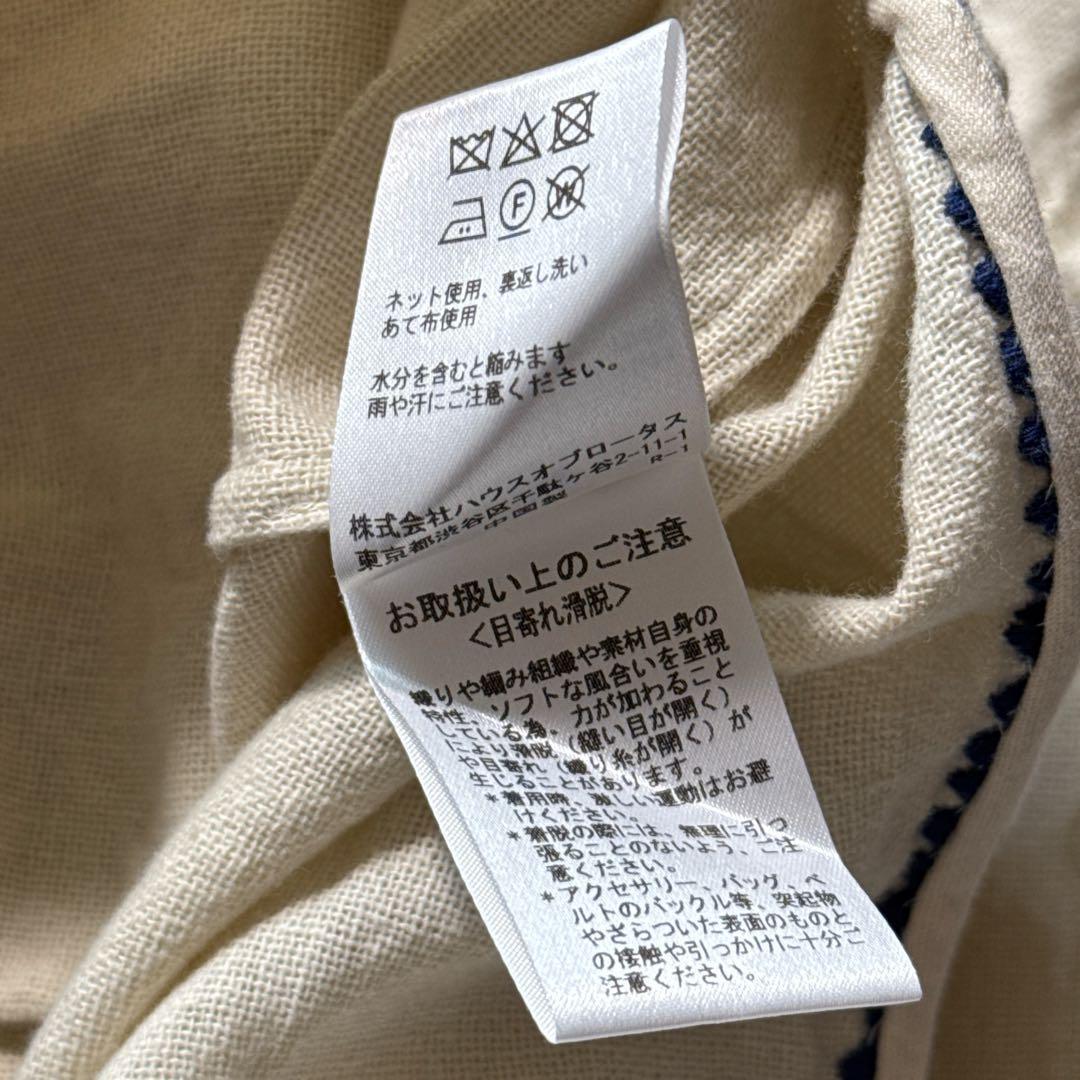 F W
ネット使用、裏返し洗い
あて布使用
水分を含むと縮みます
雨や汗にご注意ください。
株式会社ハウスオブロータス
東京都渋谷区千駄ケ谷2-11-1
R-1
中国製
お取扱い上のご注意
<目寄れ滑脱>
織りや編み組織や素材自身の
特性、ソフトな風合いを重視
している為、力が加わること
により滑脱(縫い目が開く)
や目寄れ(織り糸が開く)が
生じることがあります。
*着用時、激しい運動はお避
けください。
*着脱の際には、無理に引っ
張ることのないよう、ご注
意ください。
*アクセサリー、バッグ、ベ
ルトのバックル等、突起物
やざらついた表面のものと
の接触や引っかけに十分ご
注意ください。